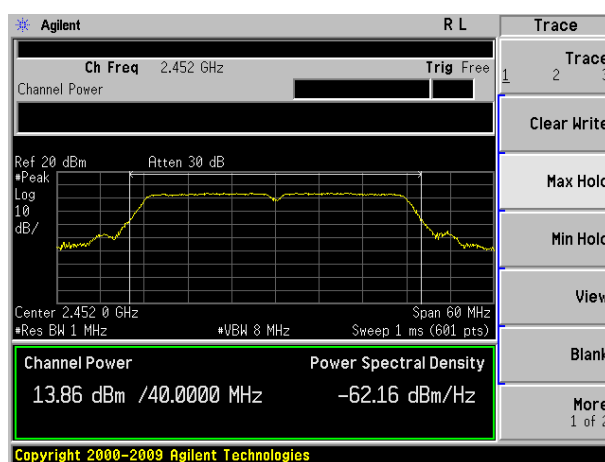 Agilent
R L
Trace
Ch Freq 2.452 GHz
Trig Free
Channel Power
Trace
1 2
Clear Write
Max Hold
Min Hold
View
Blank
More
1 of 2
Ref 20 dBm Atten 30 dB
#Peak
Log
10
dB/
Center 2.452 0 GHz Span 60 MHz
#Res BW 1 MHz #VBW 8 MHz Sweep 1 ms (601 pts)
Channel Power Power Spectral Density
13.86 dBm /40.0000 MHz -62.16 dBm/Hz
Copyright 2000-2009 Agilent Technologies